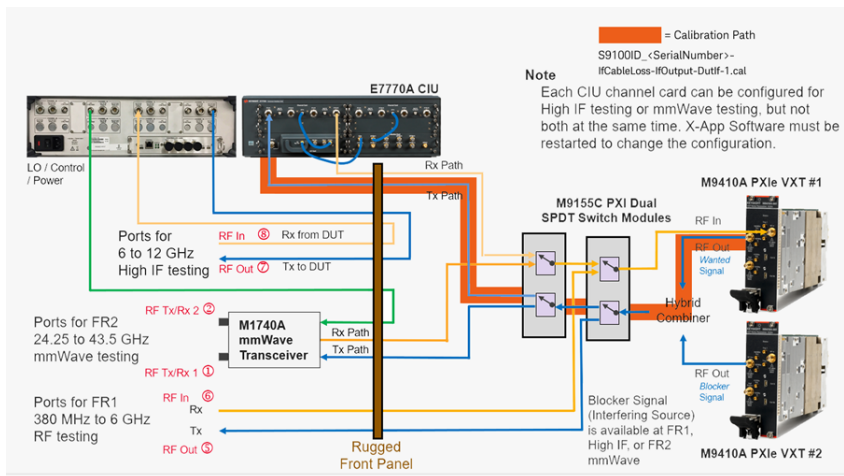 = Calibration Path
S9100ID_<SerialNumber>-
IfCableLoss-IfOutput-DutIf-1.cal
Note
Each CIU channel card can be configured for
High IF testing or mmWave testing, but not
both at the same time. X-App Software must be
restarted to change the configuration.
E7770A CIU
LO / Control
/ Power
Rx Path
Tx Path
M9155C PXI Dual
SPDT Switch Modules
M9410A PXIe VXT #1
RF In
RF Out
Wanted
Signal
Ports for
6 to 12 GHz
High IF testing
RF In ⑧ Rx from DUT
RF Out ⑦ Tx to DUT
Hybrid
Combiner
Ports for FR2
24.25 to 43.5 GHz
mmWave testing
RF Tx/Rx 2 ②
RF Tx/Rx 1 ①
M1740A
mmWave
Transceiver
Rx Path
Tx Path
RF Out
Blocker
Signal
M9410A PXIe VXT #2
Ports for FR1
380 MHz to 6 GHz
RF testing
RF In ⑥
Rx
Tx
RF Out ⑤
Rugged
Front Panel
Blocker Signal
(Interfering Source)
is available at FR1,
High IF, or FR2
mmWave